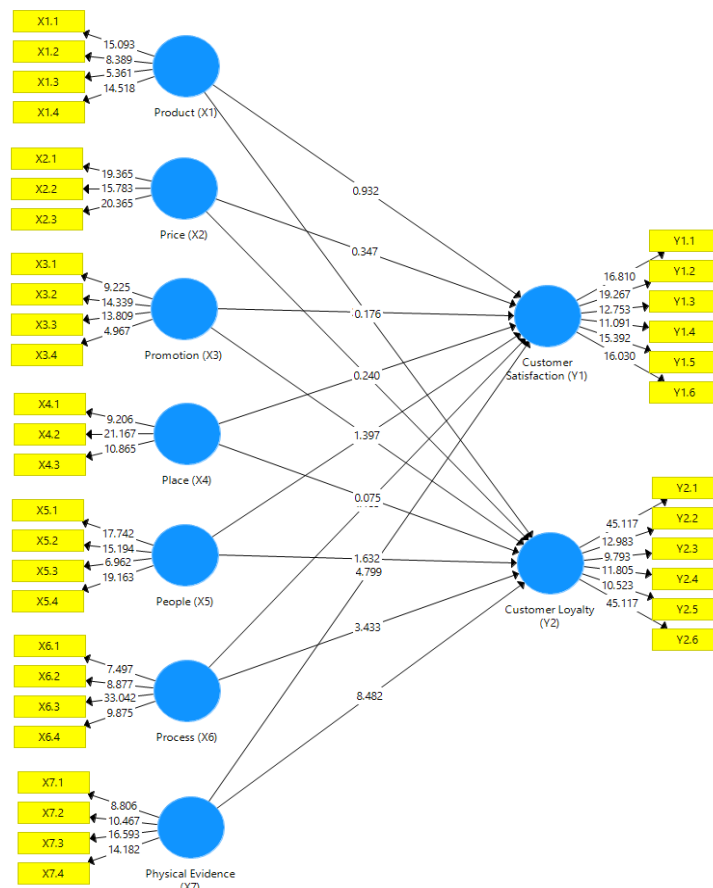 X1.1
X1.2
X1.3
X1.4
15.093
8.389
5.361
14.518
Product (X1)
X2.1
X2.2
X2.3
19.365
15.783
20.365
Price (X2)
X3.1
X3.2
X3.3
X3.4
9.225
14.339
13.809
4.967
Promotion (X3)
X4.1
X4.2
X4.3
9.206
21.167
10.865
Place (X4)
X5.1
X5.2
X5.3
X5.4
17.742
15.194
6.962
19.163
People (X5)
X6.1
X6.2
X6.3
X6.4
7.497
8.877
33.042
9.875
Process (X6)
X7.1
X7.2
X7.3
X7.4
8.806
10.467
16.593
14.182
Physical Evidence
(X7)
0.932
0.347
0.176
0.240
1.397
0.075
1.632
4.799
3.433
8.482
Customer
Satisfaction (Y1)
16.810
19.267
12.753
11.091
15.392
16.030
Y1.1
Y1.2
Y1.3
Y1.4
Y1.5
Y1.6
Customer Loyalty
(Y2)
45.117
12.983
9.793
11.805
10.523
45.117
Y2.1
Y2.2
Y2.3
Y2.4
Y2.5
Y2.6